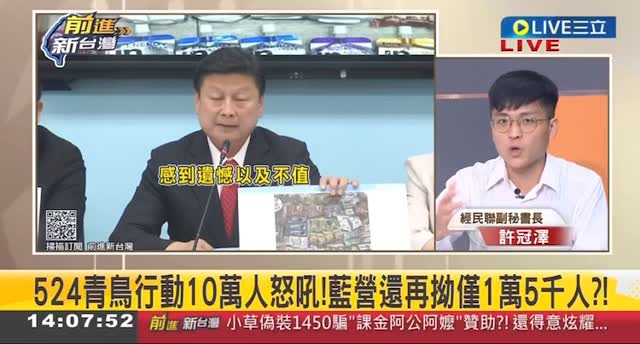 前進
新台灣
LIVE三立
LIVE
感到遺憾以及不值
掃描訂閱 前進新台灣
經民聯副秘書長
許冠澤
524青鳥行動10萬人怒吼!藍營還再拗僅1萬5千人?!
14:07:52
前進 新台灣
小草偽裝1450騙"課金阿公阿嬤"贊助?!還得意炫耀...